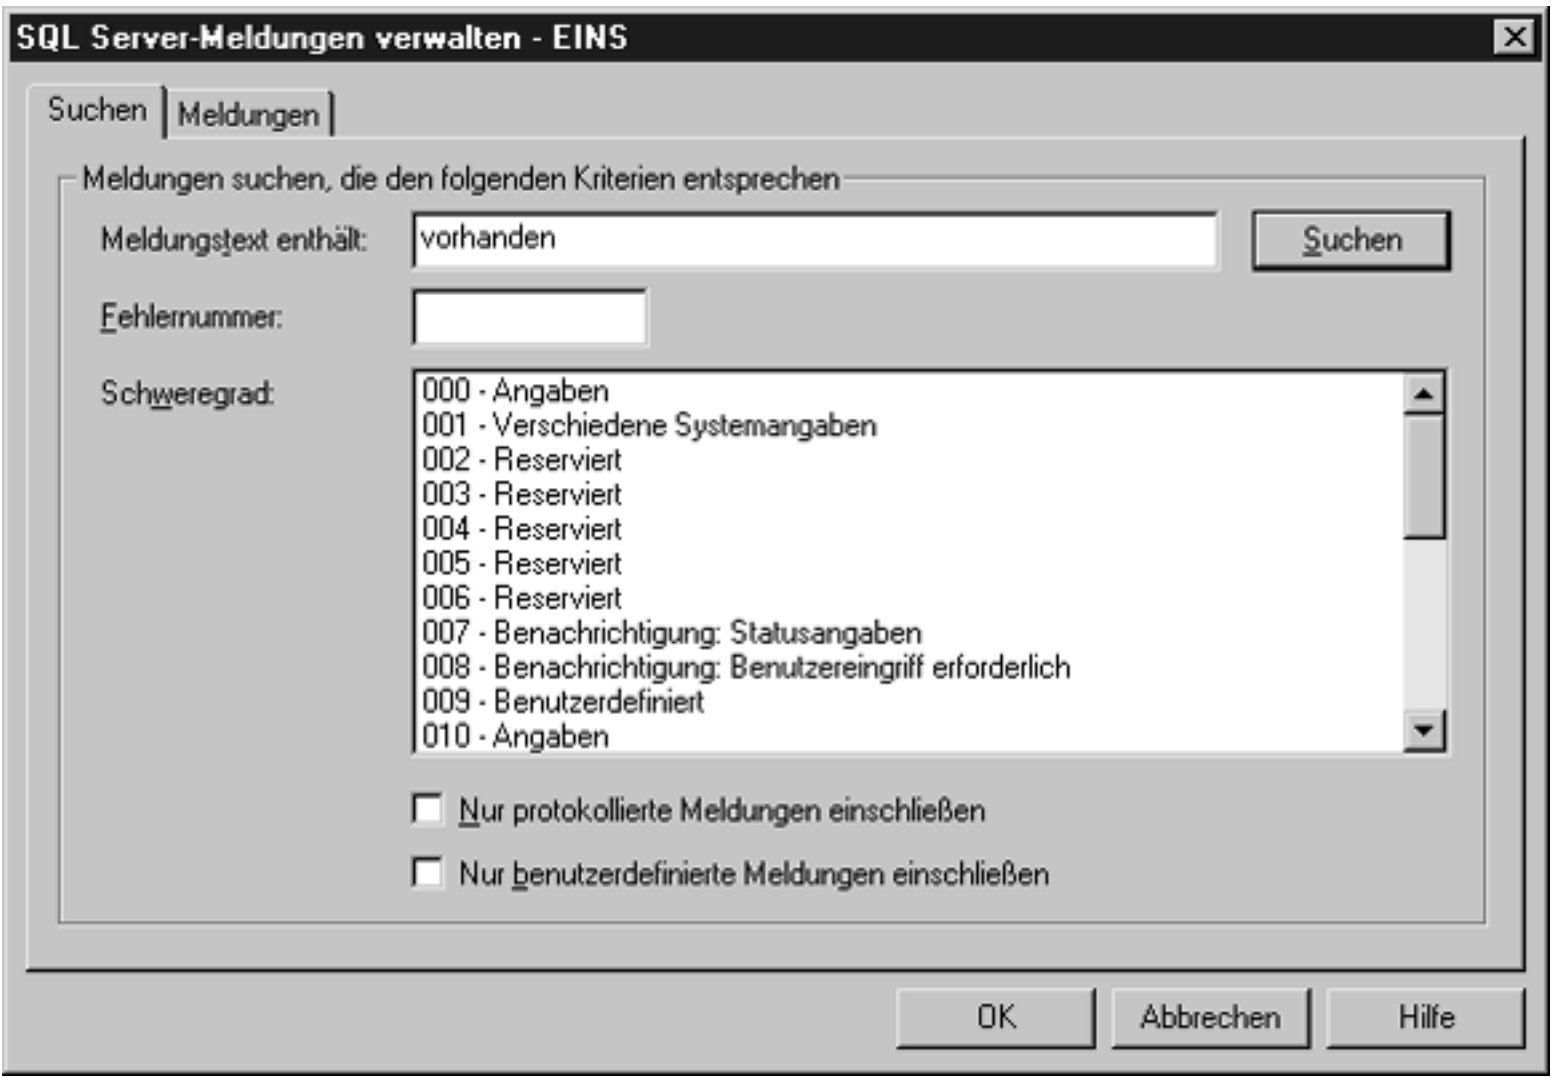 SQL Server-Meldungen verwalten - EINS
Suchen
Meldungen
Meldungen suchen, die den folgenden Kriterien entsprechen
Meldungstext enthält:
vorhanden
Suchen
Fehlernummer:
Schweregrad:
000 - Angaben
001 - Verschiedene Systemangaben
002 - Reserviert
003 - Reserviert
004 - Reserviert
005 - Reserviert
006 - Reserviert
007 - Benachrichtigung: Statusangaben
008 - Benachrichtigung: Benutzereingriff erforderlich
009 - Benutzerdefiniert
010 - Angaben
Nur protokollierte Meldungen einschließen
Nur benutzerdefinierte Meldungen einschließen
OK
Abbrechen
Hilfe